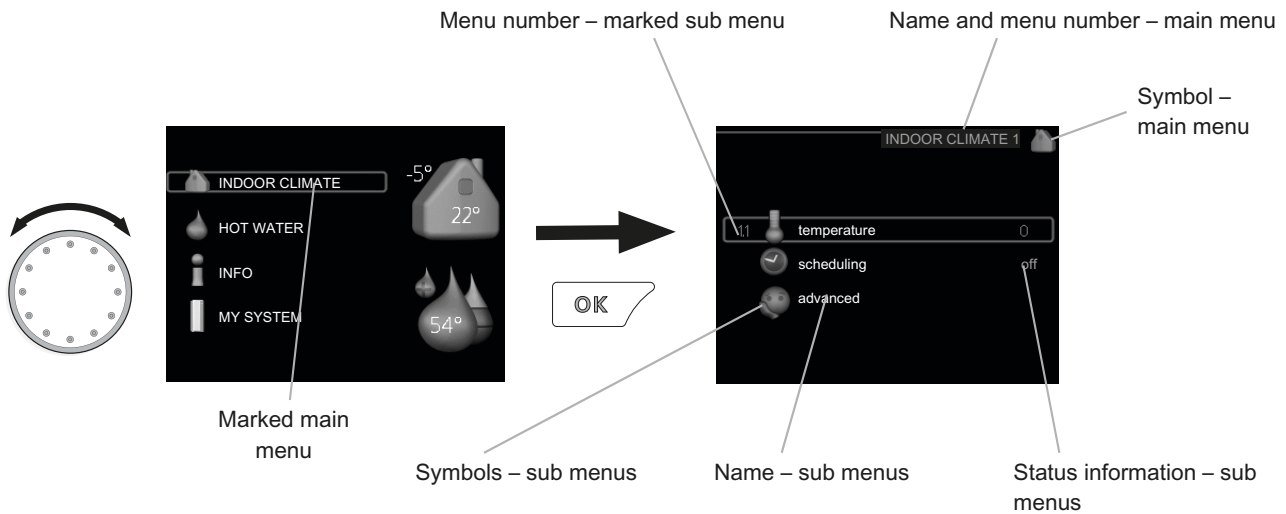 Menu number – marked sub menu
Name and menu number – main menu
Symbol –
main menu
INDOOR CLIMATE
HOT WATER
INFO
MY SYSTEM
-5°
22°
54°
OK
INDOOR CLIMATE 1
1.1
temperature
0
scheduling
off
advanced
Marked main
menu
Symbols – sub menus
Name – sub menus
Status information – sub
menus